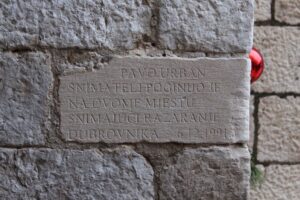 PAVO URBAN
SNIMATELJ POGINUO JE
NA OVOME MJESTU
SNIMAJUĆI RAZARANJE
DUBROVNIKA 6.12.1991.